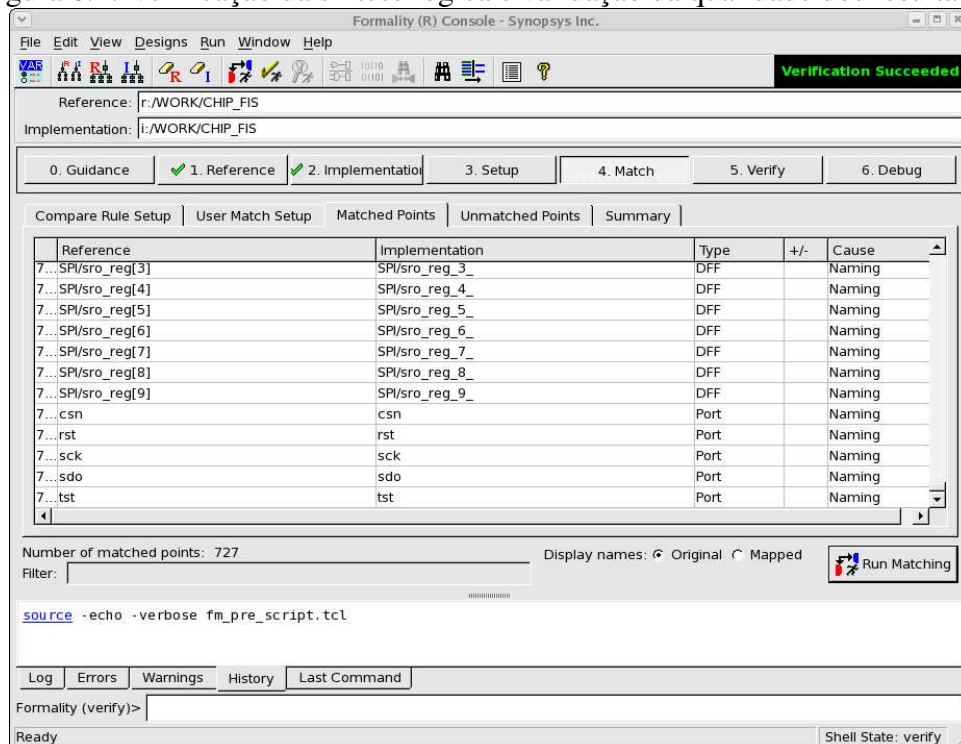 Formality (R) Console - Synopsys Inc.
File Edit View Designs Run Window Help
Verification Succeeded
Reference: r:/WORK/CHIP_FIS
Implementation: i:/WORK/CHIP_FIS
0. Guidance 1. Reference 2. Implementation 3. Setup 4. Match 5. Verify 6. Debug
Compare Rule Setup User Match Setup Matched Points Unmatched Points Summary
Reference Implementation Type +/- Cause
7... SPI/sro_reg[3] SPI/sro_reg_3_ DFF Naming
7... SPI/sro_reg[4] SPI/sro_reg_4_ DFF Naming
7... SPI/sro_reg[5] SPI/sro_reg_5_ DFF Naming
7... SPI/sro_reg[6] SPI/sro_reg_6_ DFF Naming
7... SPI/sro_reg[7] SPI/sro_reg_7_ DFF Naming
7... SPI/sro_reg[8] SPI/sro_reg_8_ DFF Naming
7... SPI/sro_reg[9] SPI/sro_reg_9_ DFF Naming
7... csn csn Port Naming
7... rst rst Port Naming
7... sck sck Port Naming
7... sdo sdo Port Naming
7... tst tst Port Naming
Number of matched points: 727 Display names: Original Mapped
Filter: Run Matching
source -echo -verbose fm_pre_script.tcl
Log Errors Warnings History Last Command
Formality (verify)>
Ready Shell State: verify